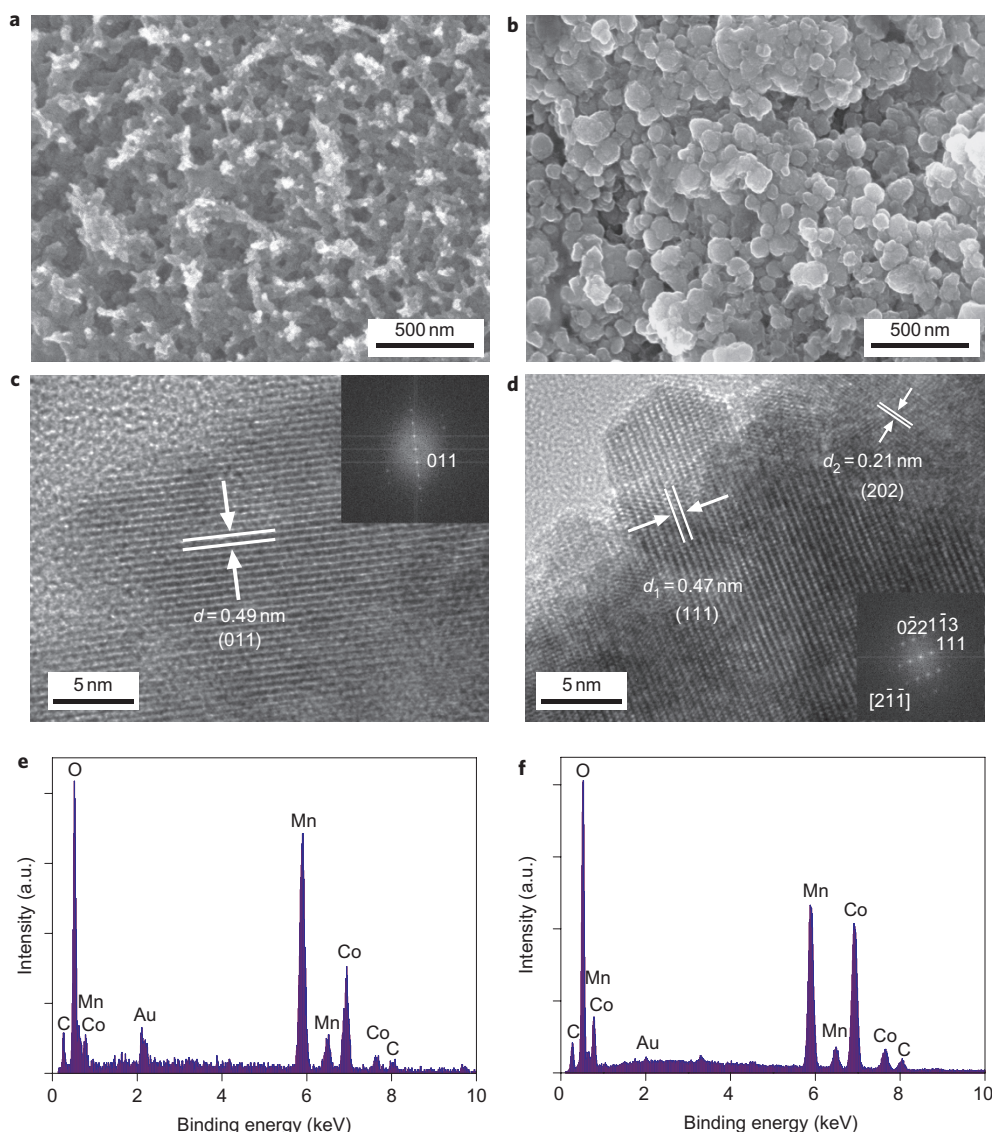 a
b
500 nm
500 nm
c
d
011
d = 0.49 nm
(011)
5 nm
d₂ = 0.21 nm
(202)
d₁ = 0.47 nm
(111)
02̄2 11̄3
111
[21̄1̄]
5 nm
e
f
O
Mn
Co
Mn
Co
C
Au
Mn
Co
C
Intensity (a.u.)
0
2
4
6
8
10
Binding energy (keV)
O
Mn
Co
Mn
Co
C
Au
Mn
Co
C
Intensity (a.u.)
0
2
4
6
8
10
Binding energy (keV)